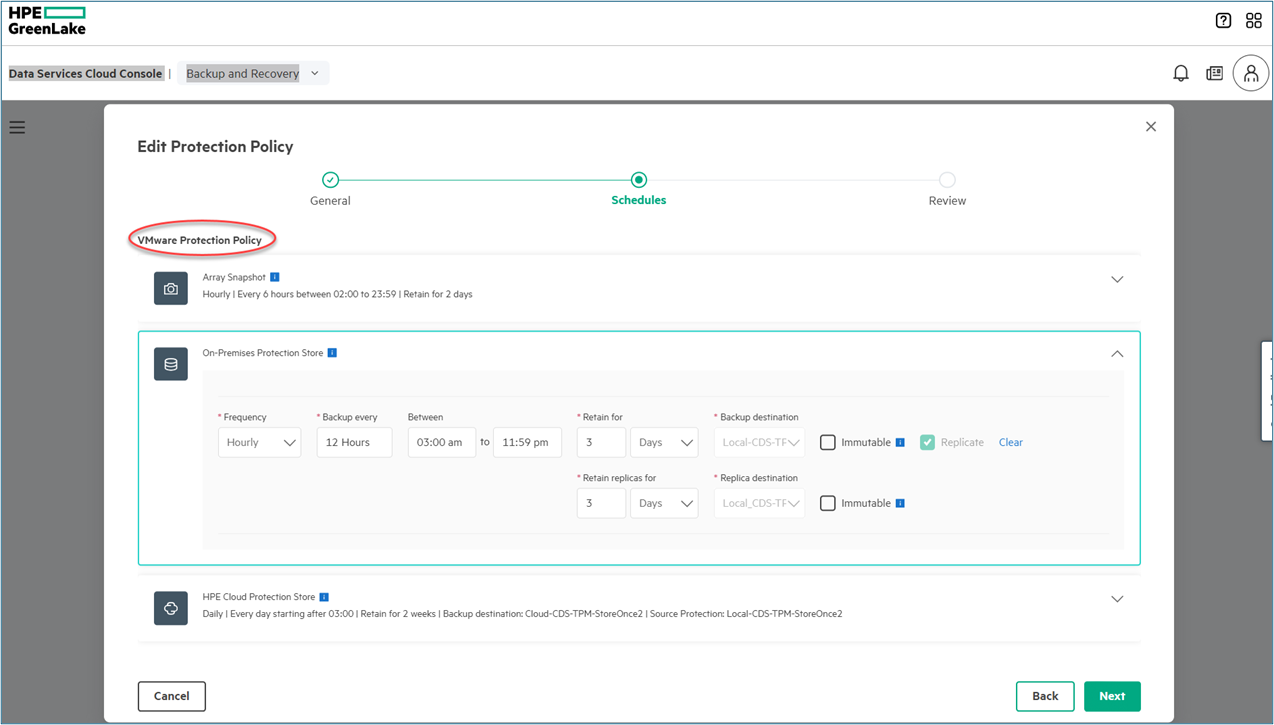 HPE
GreenLake
Data Services Cloud Console | Backup and Recovery
Edit Protection Policy
General
Schedules
Review
VMware Protection Policy
Array Snapshot i
Hourly | Every 6 hours between 02:00 to 23:59 | Retain for 2 days
On-Premises Protection Store i
* Frequency * Backup every Between * Retain for * Backup destination
Hourly 12 Hours 03:00 am to 11:59 pm 3 Days Local-CDS-TP Immutable i Replicate Clear
* Retain replicas for * Replica destination
3 Days Local_CDS-TP Immutable i
HPE Cloud Protection Store i
Daily | Every day starting after 03:00 | Retain for 2 weeks | Backup destination: Cloud-CDS-TPM-StoreOnce2 | Source Protection: Local-CDS-TPM-StoreOnce2
Cancel Back Next